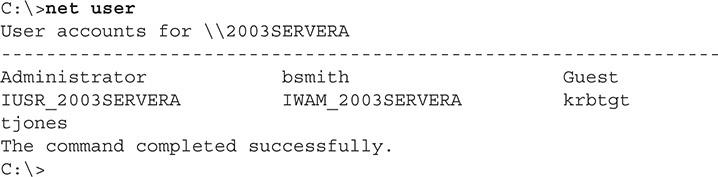 C:\>net user
User accounts for \\2003SERVERA
-------------------------------------------------------------
Administrator bsmith Guest
IUSR_2003SERVERA IWAM_2003SERVERA krbtgt
tjones
The command completed successfully.
C:\>